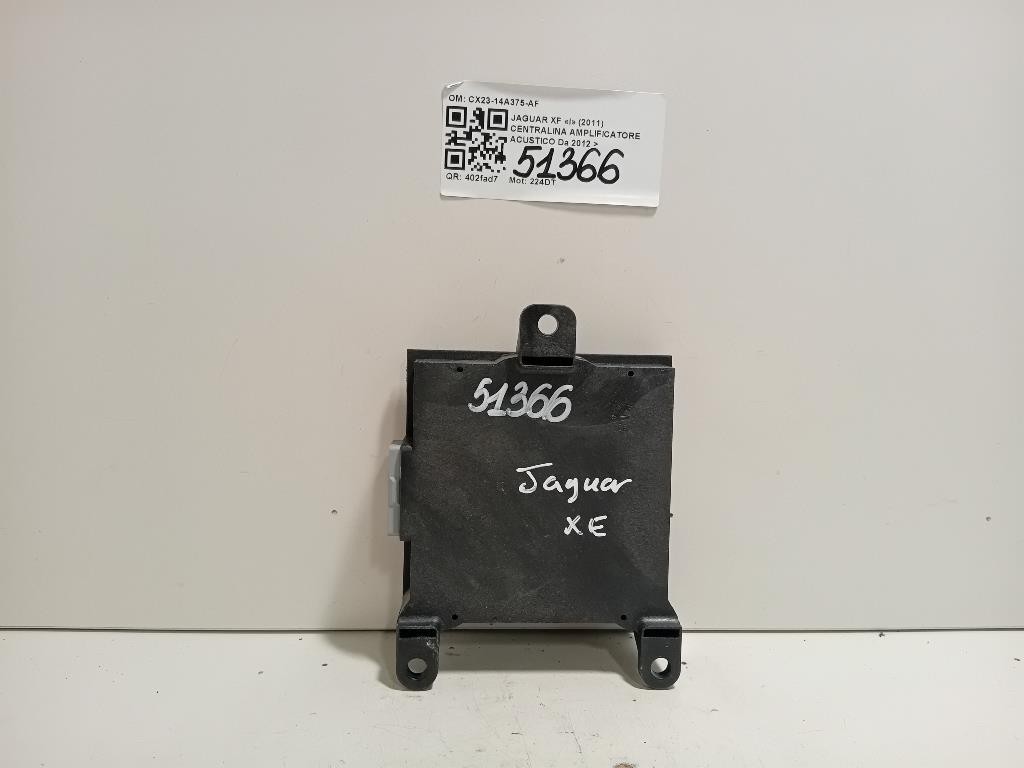 OM: CX23-14A375-AF
JAGUAR XF «I» (2011)
CENTRALINA AMPLIFICATORE
ACUSTICO Da 2012 >
51366
QR: 402fad7 Mot: 224DT
51366
Jaguar
XE